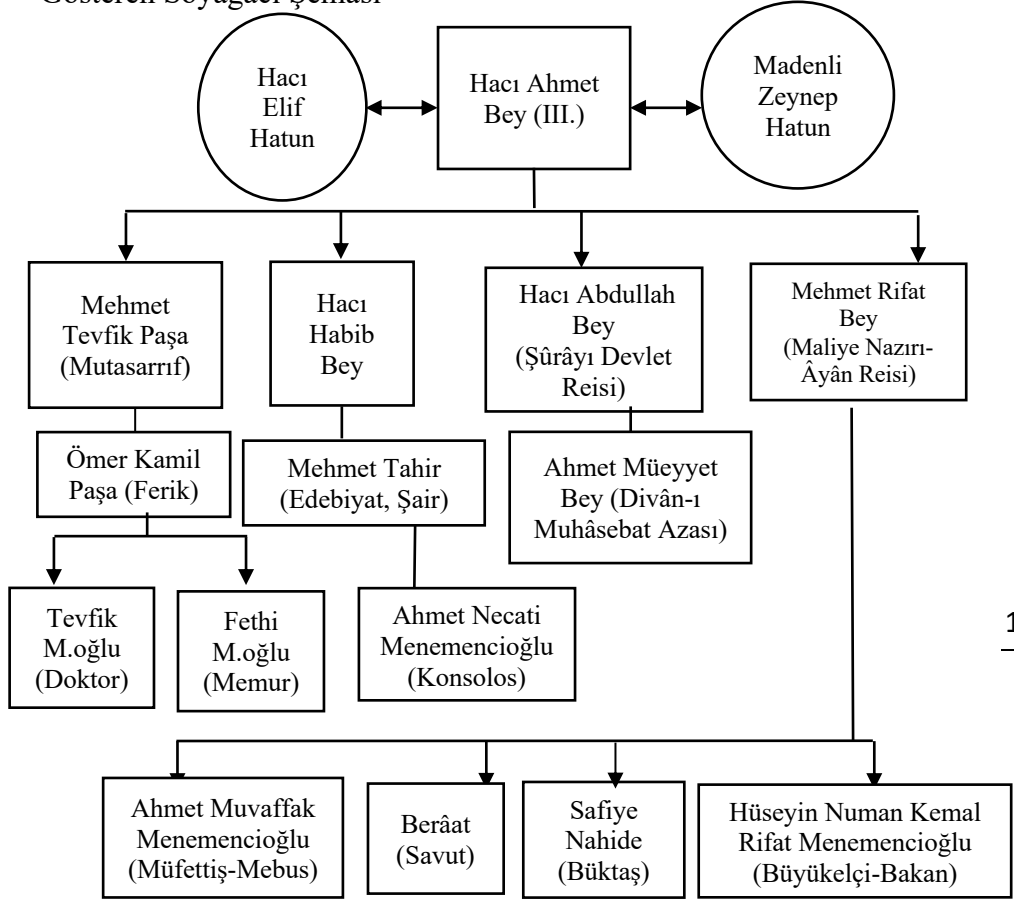 Gösteren Soyağacı Şeması
Hacı
Elif
Hatun
Hacı Ahmet
Bey (III.)
Madenli
Zeynep
Hatun
Mehmet
Tevfik Paşa
(Mutasarrıf)
Hacı
Habib
Bey
Hacı Abdullah
Bey
(Şûrâyı Devlet
Reisi)
Mehmet Rifat
Bey
(Maliye Nazırı-
Âyân Reisi)
Ömer Kamil
Paşa (Ferik)
Mehmet Tahir
(Edebiyat, Şair)
Ahmet Müeyyet
Bey (Divân-ı
Muhâsebat Azası)
Tevfik
M.oğlu
(Doktor)
Fethi
M.oğlu
(Memur)
Ahmet Necati
Menemencioğlu
(Konsolos)
1
Ahmet Muvaffak
Menemencioğlu
(Müfettiş-Mebus)
Berâat
(Savut)
Safiye
Nahide
(Büktaş)
Hüseyin Numan Kemal
Rifat Menemencioğlu
(Büyükelçi-Bakan)